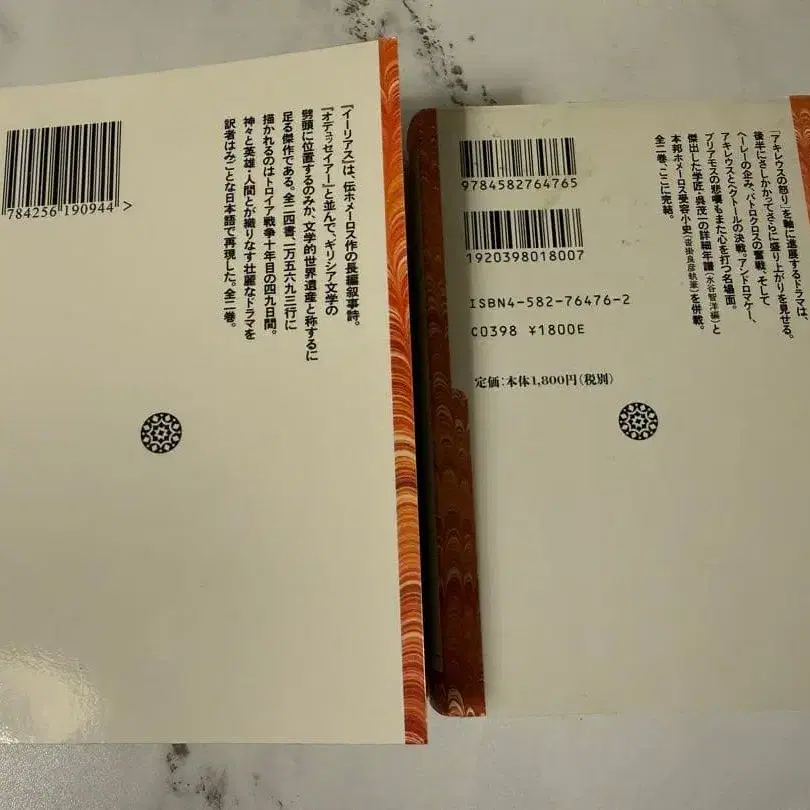 784256 190944 >
『イーリアス』は、伝ホメーロス作の長編叙事詩。
『オデュッセイアー』と並んで、ギリシア文学の
劈頭に位置するのみか、文学的世界遺産と称するに
足る傑作である。全二四書、一万五六九三行に
描かれるのはトロイア戦争十年目の四九日間。
神々と英雄・人間とが織りなす壮麗なドラマを
訳者はみごとな日本語で再現した。全二巻。
9784582764765
1920398018007
ISBN4-582-76476-2
C0398 ¥1800E
定価:本体1,800円(税別)
「アキレウスの怒り」を軸に進展するドラマは、
後半にさしかかってさらに盛り上がりを見せる。
ヘーレーの企み、パトロクロスの奮戦、そして
アキレウスとヘクトールの決戦。アンドロマケー、
プリアモスの悲嘆もまた心を打つ名場面。
傑出した学匠・呉茂一の詳細年譜(水谷智洋編)と
本邦ホメーロス受容小史(沓掛良彦執筆)を併載。
全二巻、ここに完結。